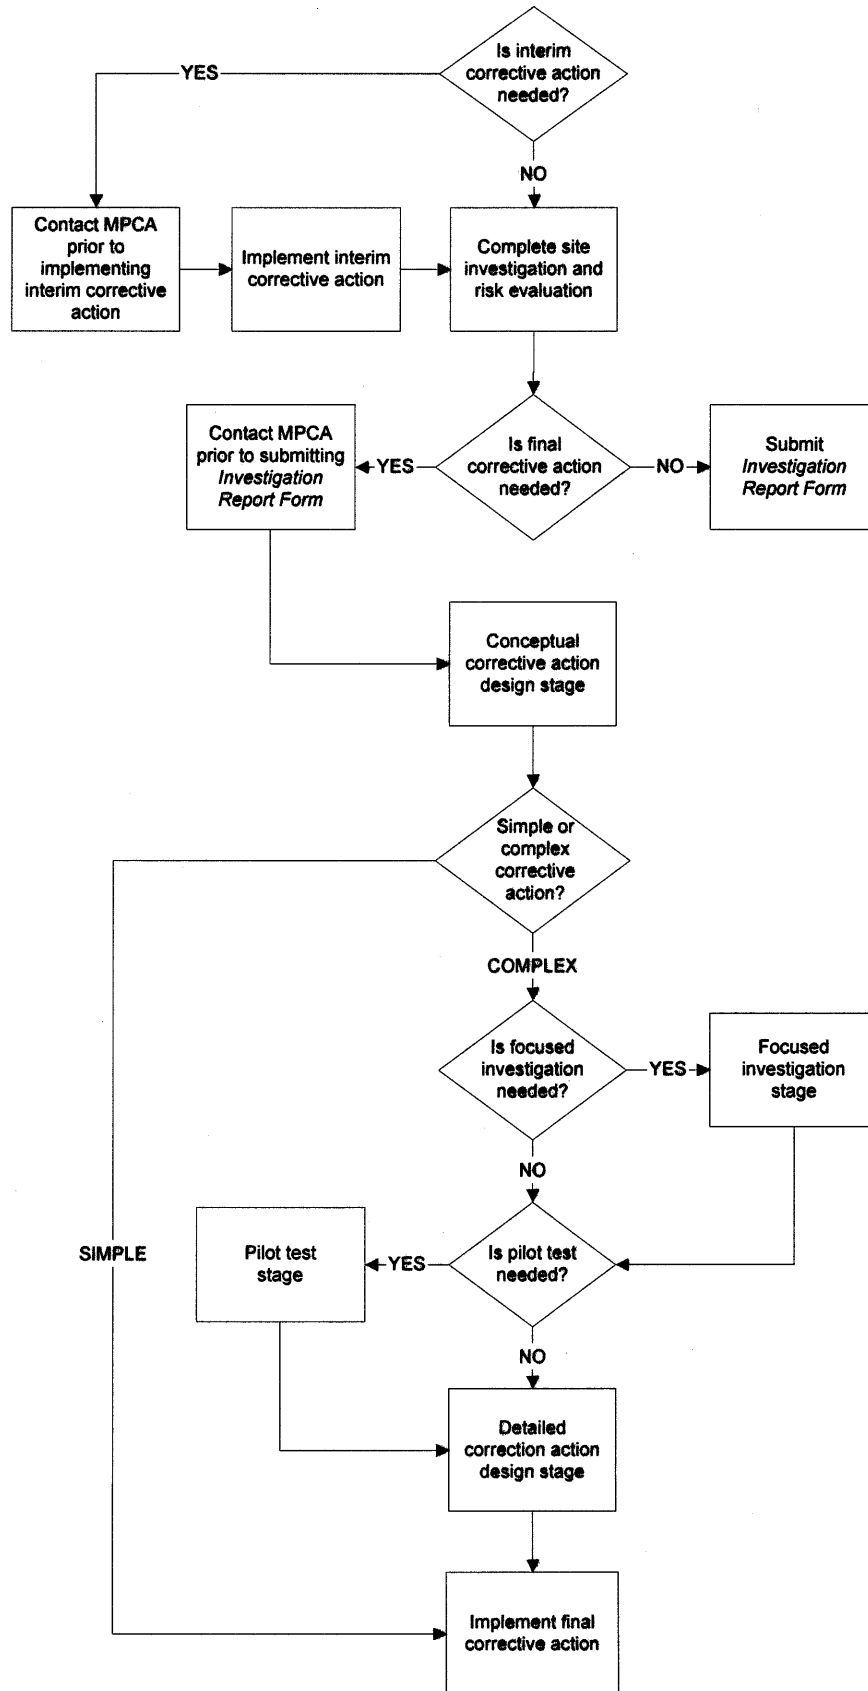 Is interim
corrective action
needed?
YES
NO
Contact MPCA
prior to
implementing
interim corrective
action
Implement interim
corrective action
Complete site
investigation and
risk evaluation
Contact MPCA
prior to submitting
Investigation
Report Form
YES
Is final
corrective action
needed?
NO
Submit
Investigation
Report Form
Conceptual
corrective action
design stage
Simple or
complex
corrective
action?
COMPLEX
Is focused
investigation
needed?
YES
Focused
investigation
stage
NO
SIMPLE
Pilot test
stage
YES
Is pilot test
needed?
NO
Detailed
correction action
design stage
Implement final
corrective action